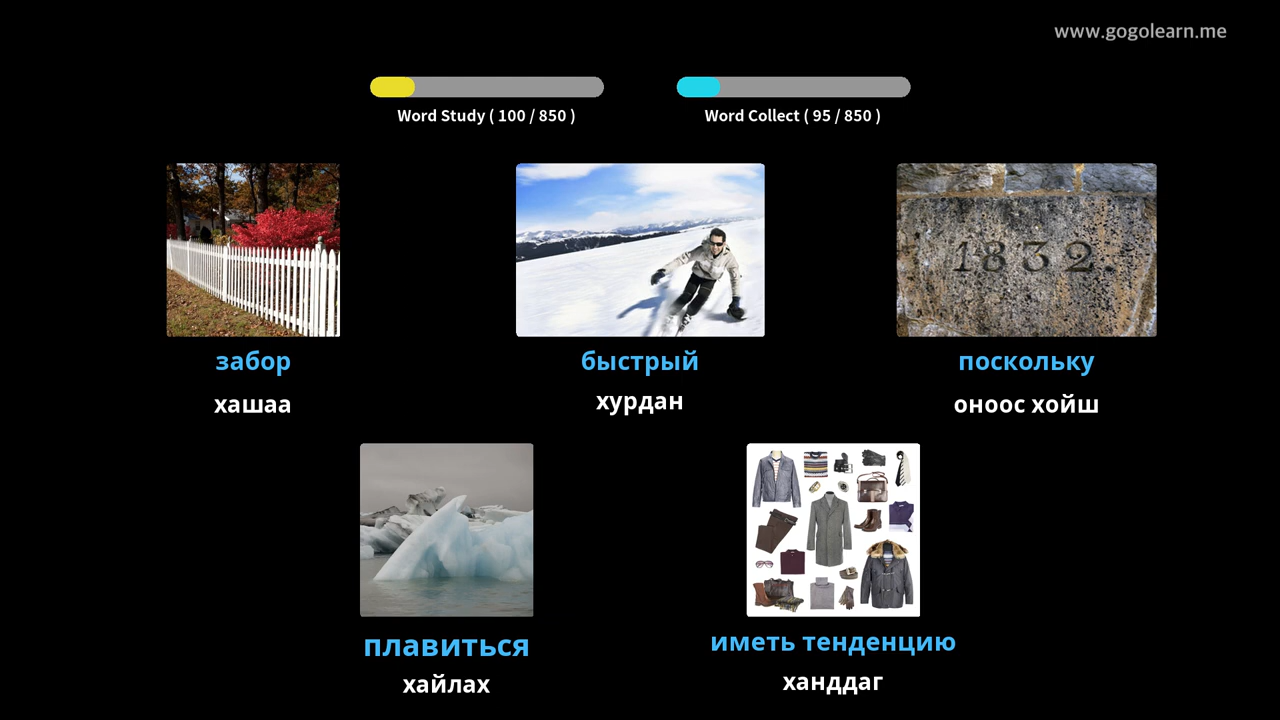 www.gogolearn.me
Word Study ( 100 / 850 )
Word Collect ( 95 / 850 )
1832.
забор
быстрый
поскольку
хашаа
хурдан
оноос хойш
плавиться
иметь тенденцию
хайлах
ханддаг